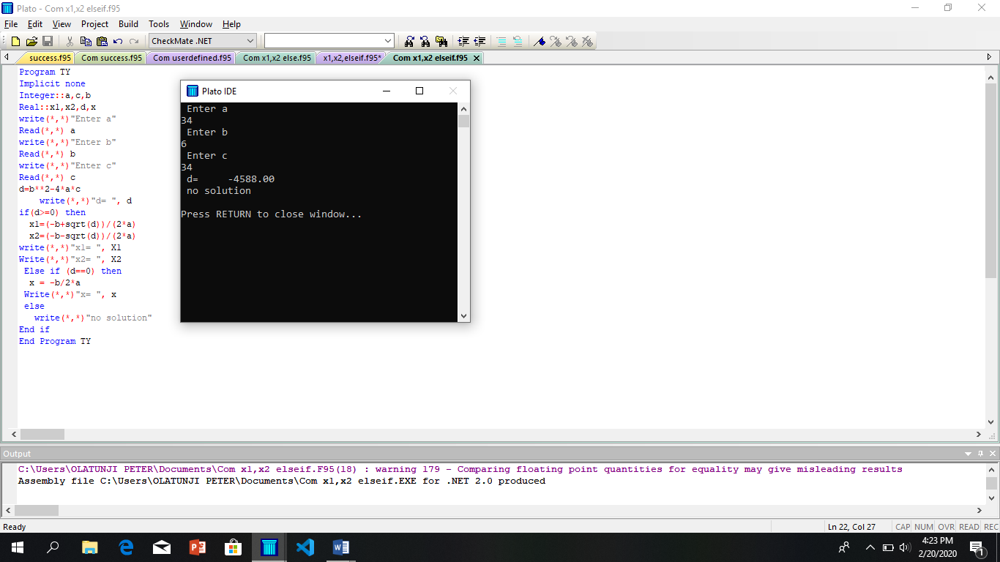 Plato - Com x1,x2 elseif.f95
File Edit View Project Build Tools Window Help
CheckMate .NET
success.f95 Com success.f95 Com userdefined.f95 Com x1,x2 else.f95 x1,x2,elseif.f95* Com x1,x2 elseif.f95
Program TY
Implicit none
Integer::a,c,b
Real::x1,x2,d,x
write(*,*)"Enter a"
Read(*,*) a
write(*,*)"Enter b"
Read(*,*) b
write(*,*)"Enter c"
Read(*,*) c
d=b**2-4*a*c
write(*,*)"d= ", d
if(d>=0) then
x1=(-b+sqrt(d))/(2*a)
x2=(-b-sqrt(d))/(2*a)
write(*,*)"x1= ", X1
Write(*,*)"x2= ", X2
Else if (d==0) then
x = -b/2*a
Write(*,*)"x= ", x
else
write(*,*)"no solution"
End if
End Program TY
Plato IDE
Enter a
34
Enter b
6
Enter c
34
d= -4588.00
no solution
Press RETURN to close window...
Output
C:\Users\OLATUNJI PETER\Documents\Com x1,x2 elseif.F95(18) : warning 179 - Comparing floating point quantities for equality may give misleading results
Assembly file C:\Users\OLATUNJI PETER\Documents\Com x1,x2 elseif.EXE for .NET 2.0 produced
Ready Ln 22, Col 27 CAP NUM OVR READ REC
4:23 PM
2/20/2020
1